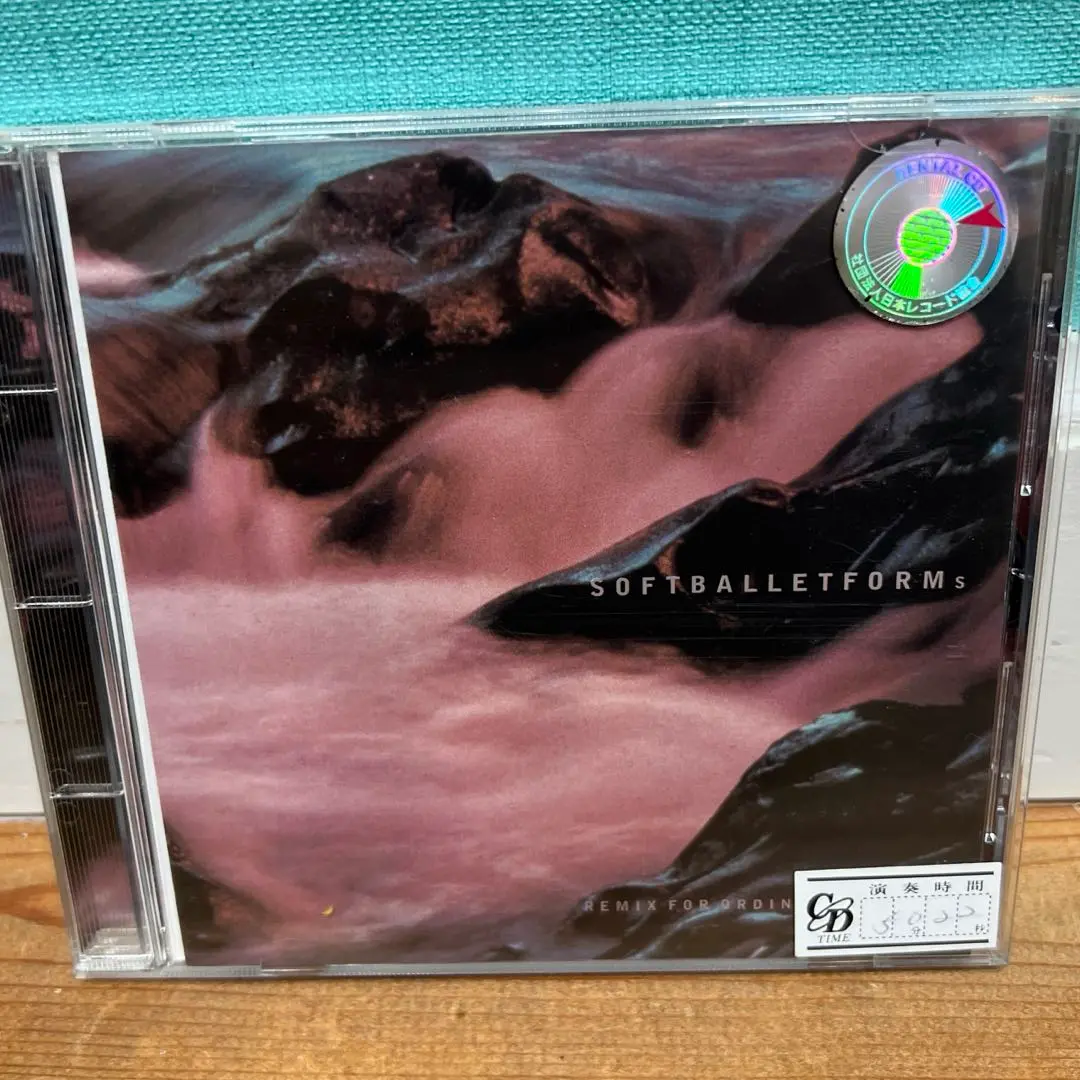 RENTAL CD
社団法人日本レコード協会
SOFTBALLETFORMs
REMIX FOR ORDIN
CD
TIME
演奏時間
分
秒